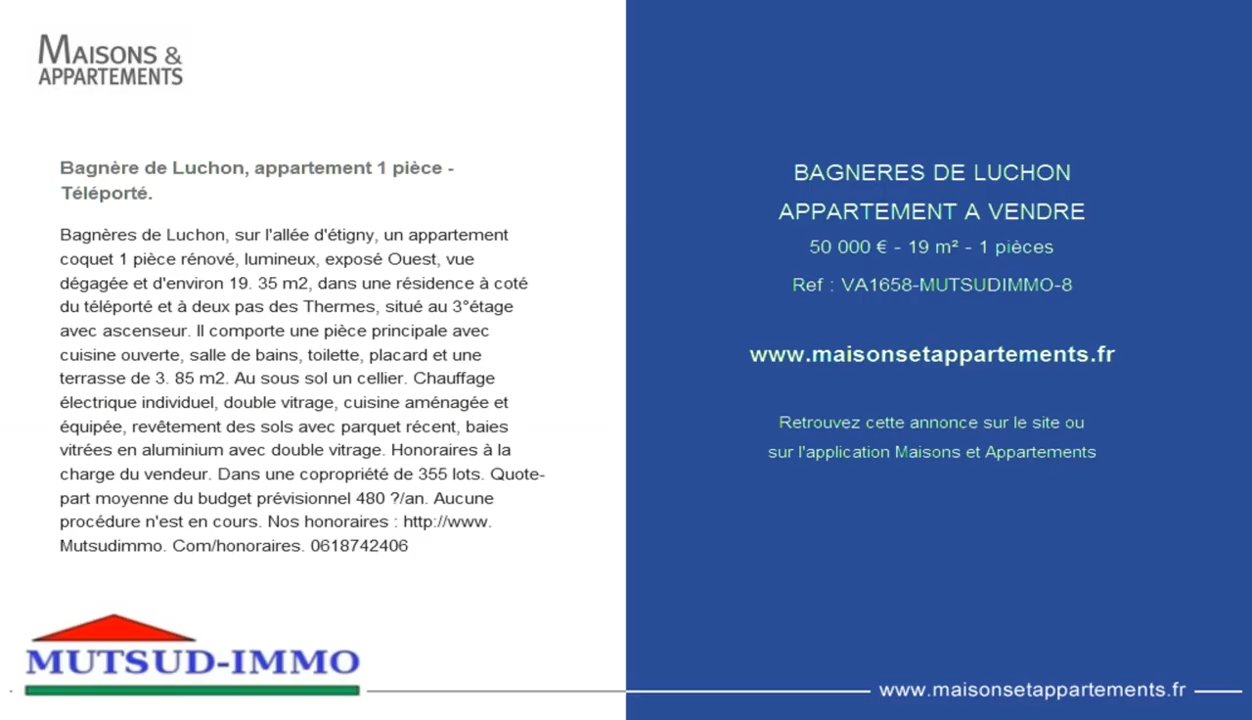 MAISONS &
APPARTEMENTS
Bagnère de Luchon, appartement 1 pièce -
Téléporté.
Bagnères de Luchon, sur l'allée d'étigny, un appartement
coquet 1 pièce rénové, lumineux, exposé Ouest, vue
dégagée et d'environ 19. 35 m2, dans une résidence à coté
du téléporté et à deux pas des Thermes, situé au 3°étage
avec ascenseur. Il comporte une pièce principale avec
cuisine ouverte, salle de bains, toilette, placard et une
terrasse de 3. 85 m2. Au sous sol un cellier. Chauffage
électrique individuel, double vitrage, cuisine aménagée et
équipée, revêtement des sols avec parquet récent, baies
vitrées en aluminium avec double vitrage. Honoraires à la
charge du vendeur. Dans une copropriété de 355 lots. Quote-
part moyenne du budget prévisionnel 480 ?/an. Aucune
procédure n'est en cours. Nos honoraires : http://www.
Mutsudimmo. Com/honoraires. 0618742406
MUTSUD-IMMO
BAGNERES DE LUCHON
APPARTEMENT A VENDRE
50 000 € - 19 m² - 1 pièces
Ref : VA1658-MUTSUDIMMO-8
www.maisonsetappartements.fr
Retrouvez cette annonce sur le site ou
sur l'application Maisons et Appartements
www.maisonsetappartements.fr